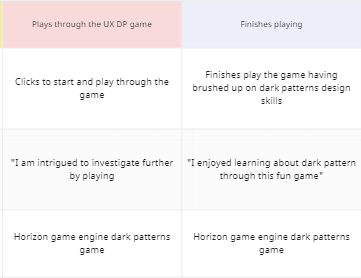 Plays through the UX DP game
Finishes playing
Clicks to start and play through the
game
Finishes play the game having
brushed up on dark patterns design
skills
"I am intrigued to investigate further
by playing
"I enjoyed learning about dark pattern
through this fun game"
Horizon game engine dark patterns
game
Horizon game engine dark patterns
game